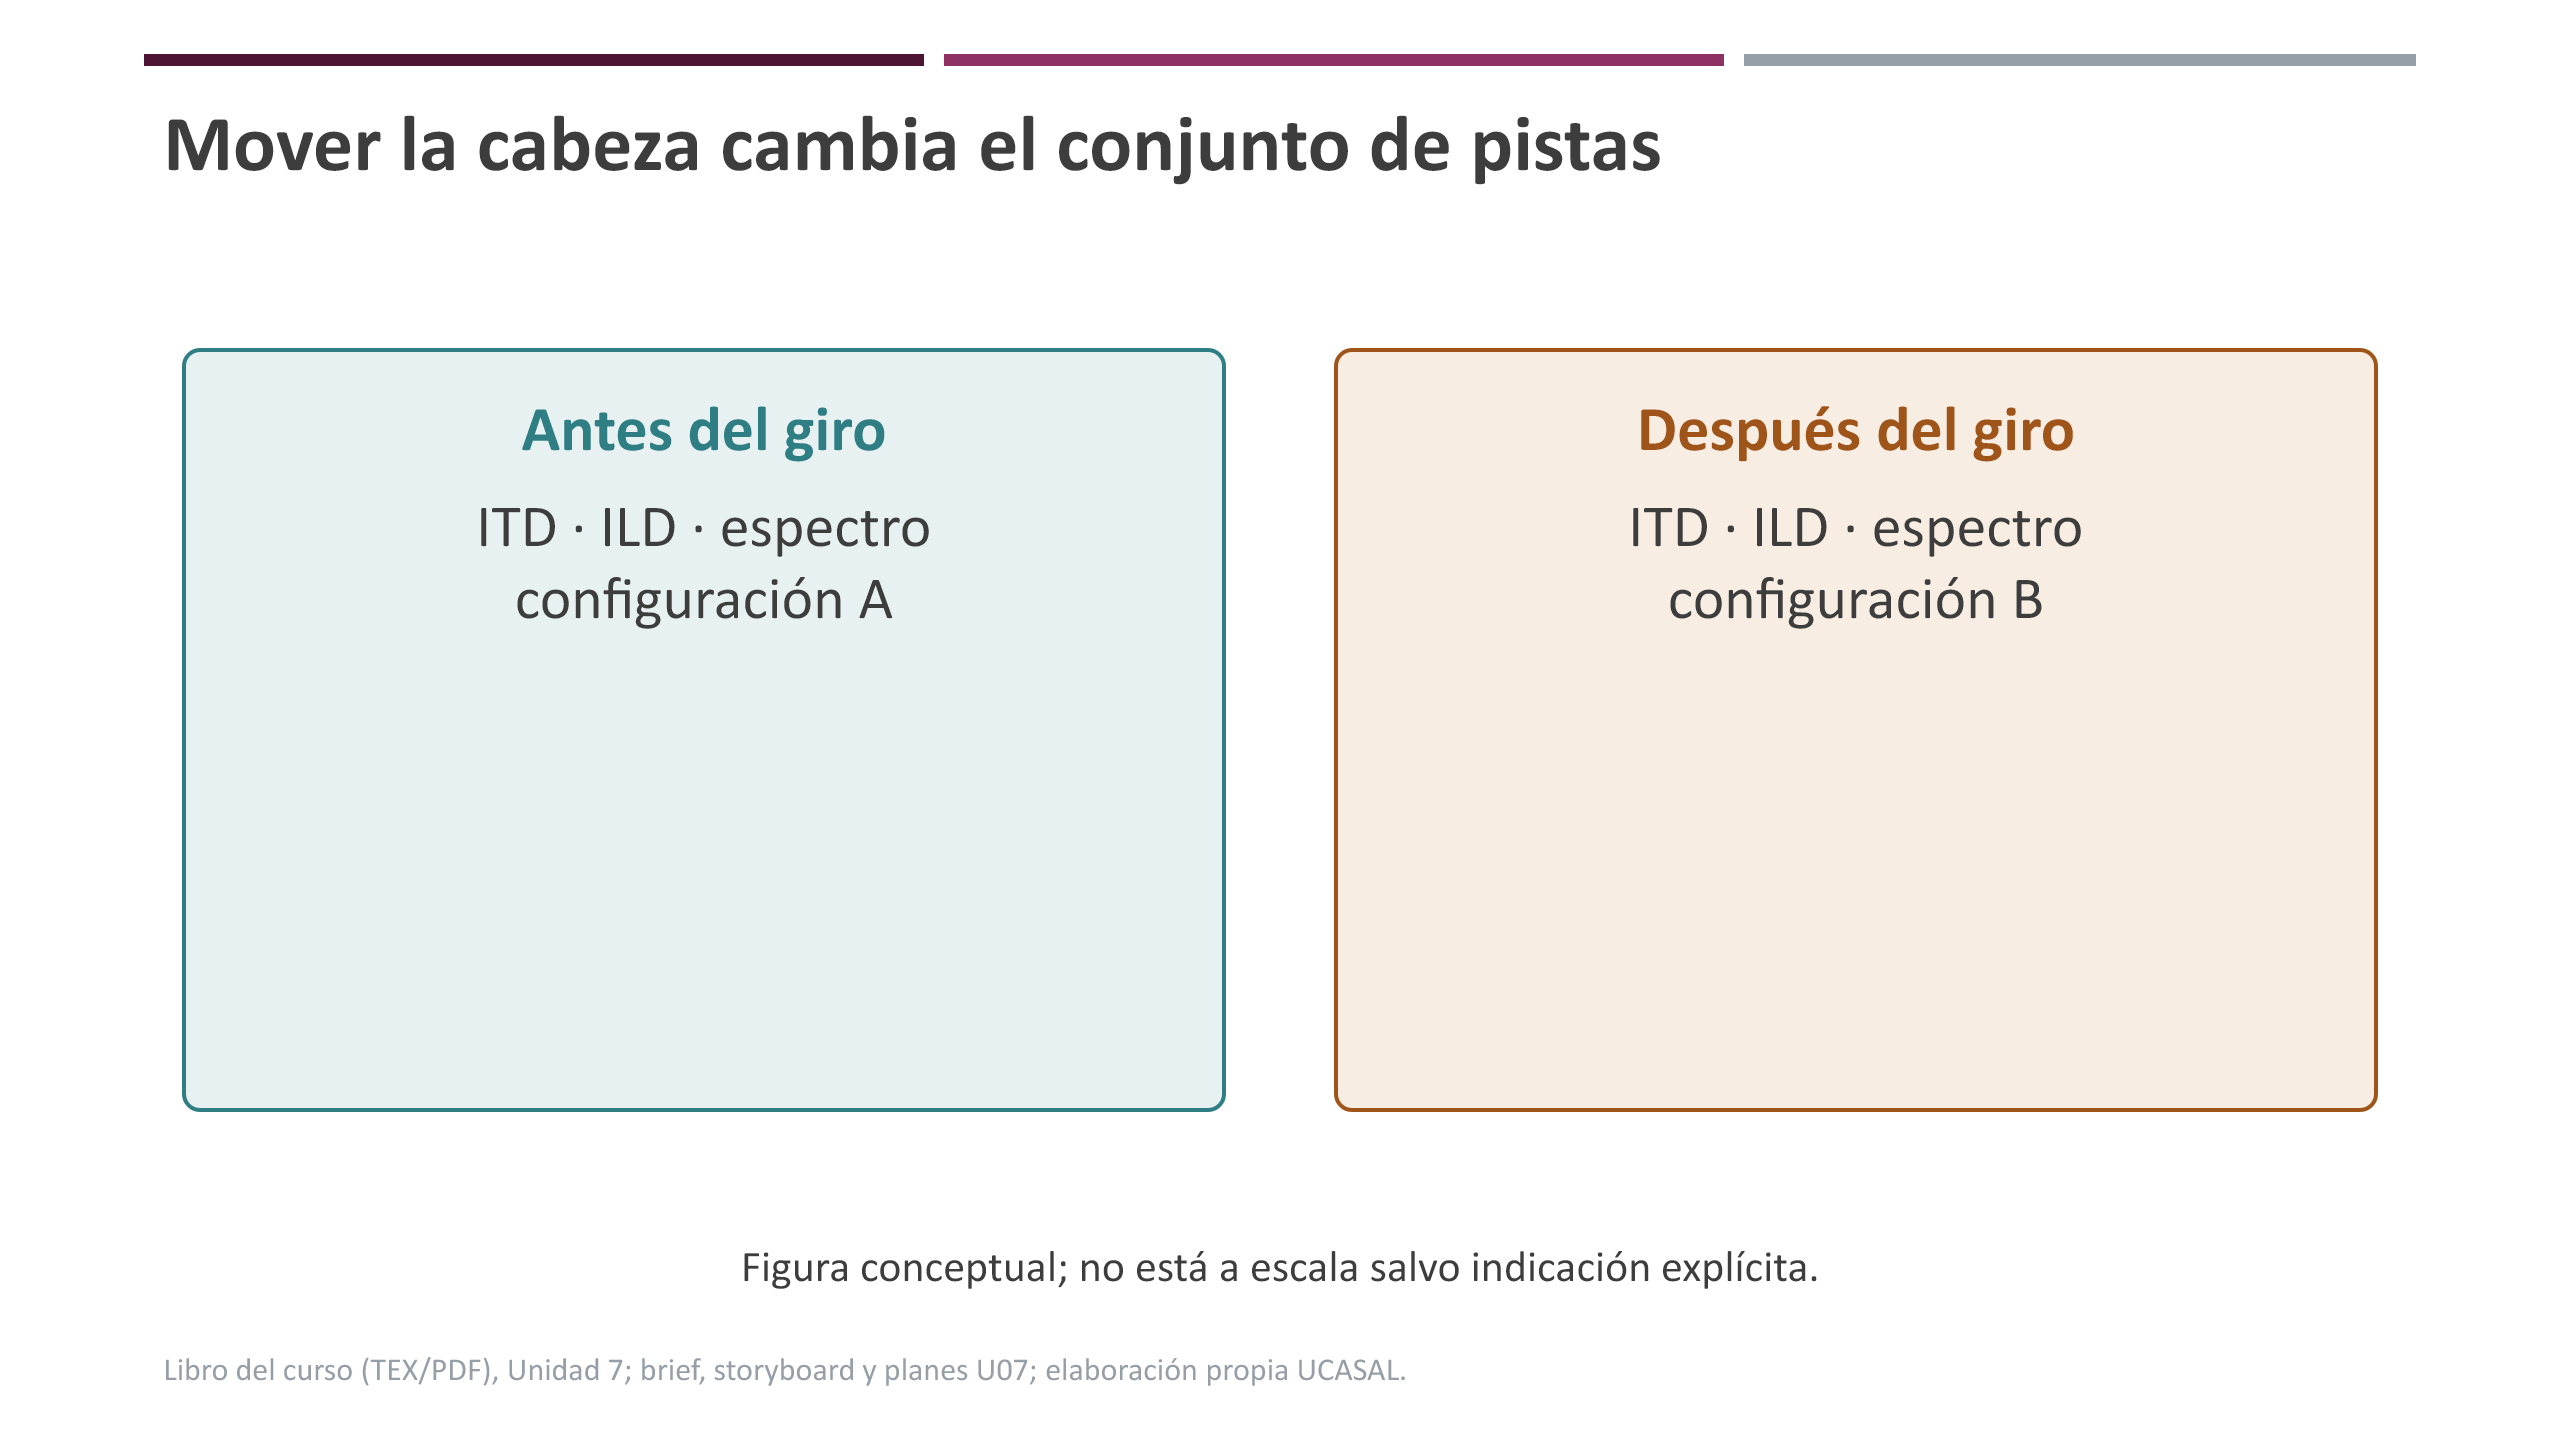 Mover la cabeza cambia el conjunto de pistas
Antes del giro
ITD · ILD · espectro
configuración A
Después del giro
ITD · ILD · espectro
configuración B
Figura conceptual; no está a escala salvo indicación explícita.
Libro del curso (TEX/PDF), Unidad 7; brief, storyboard y planes U07; elaboración propia UCASAL.